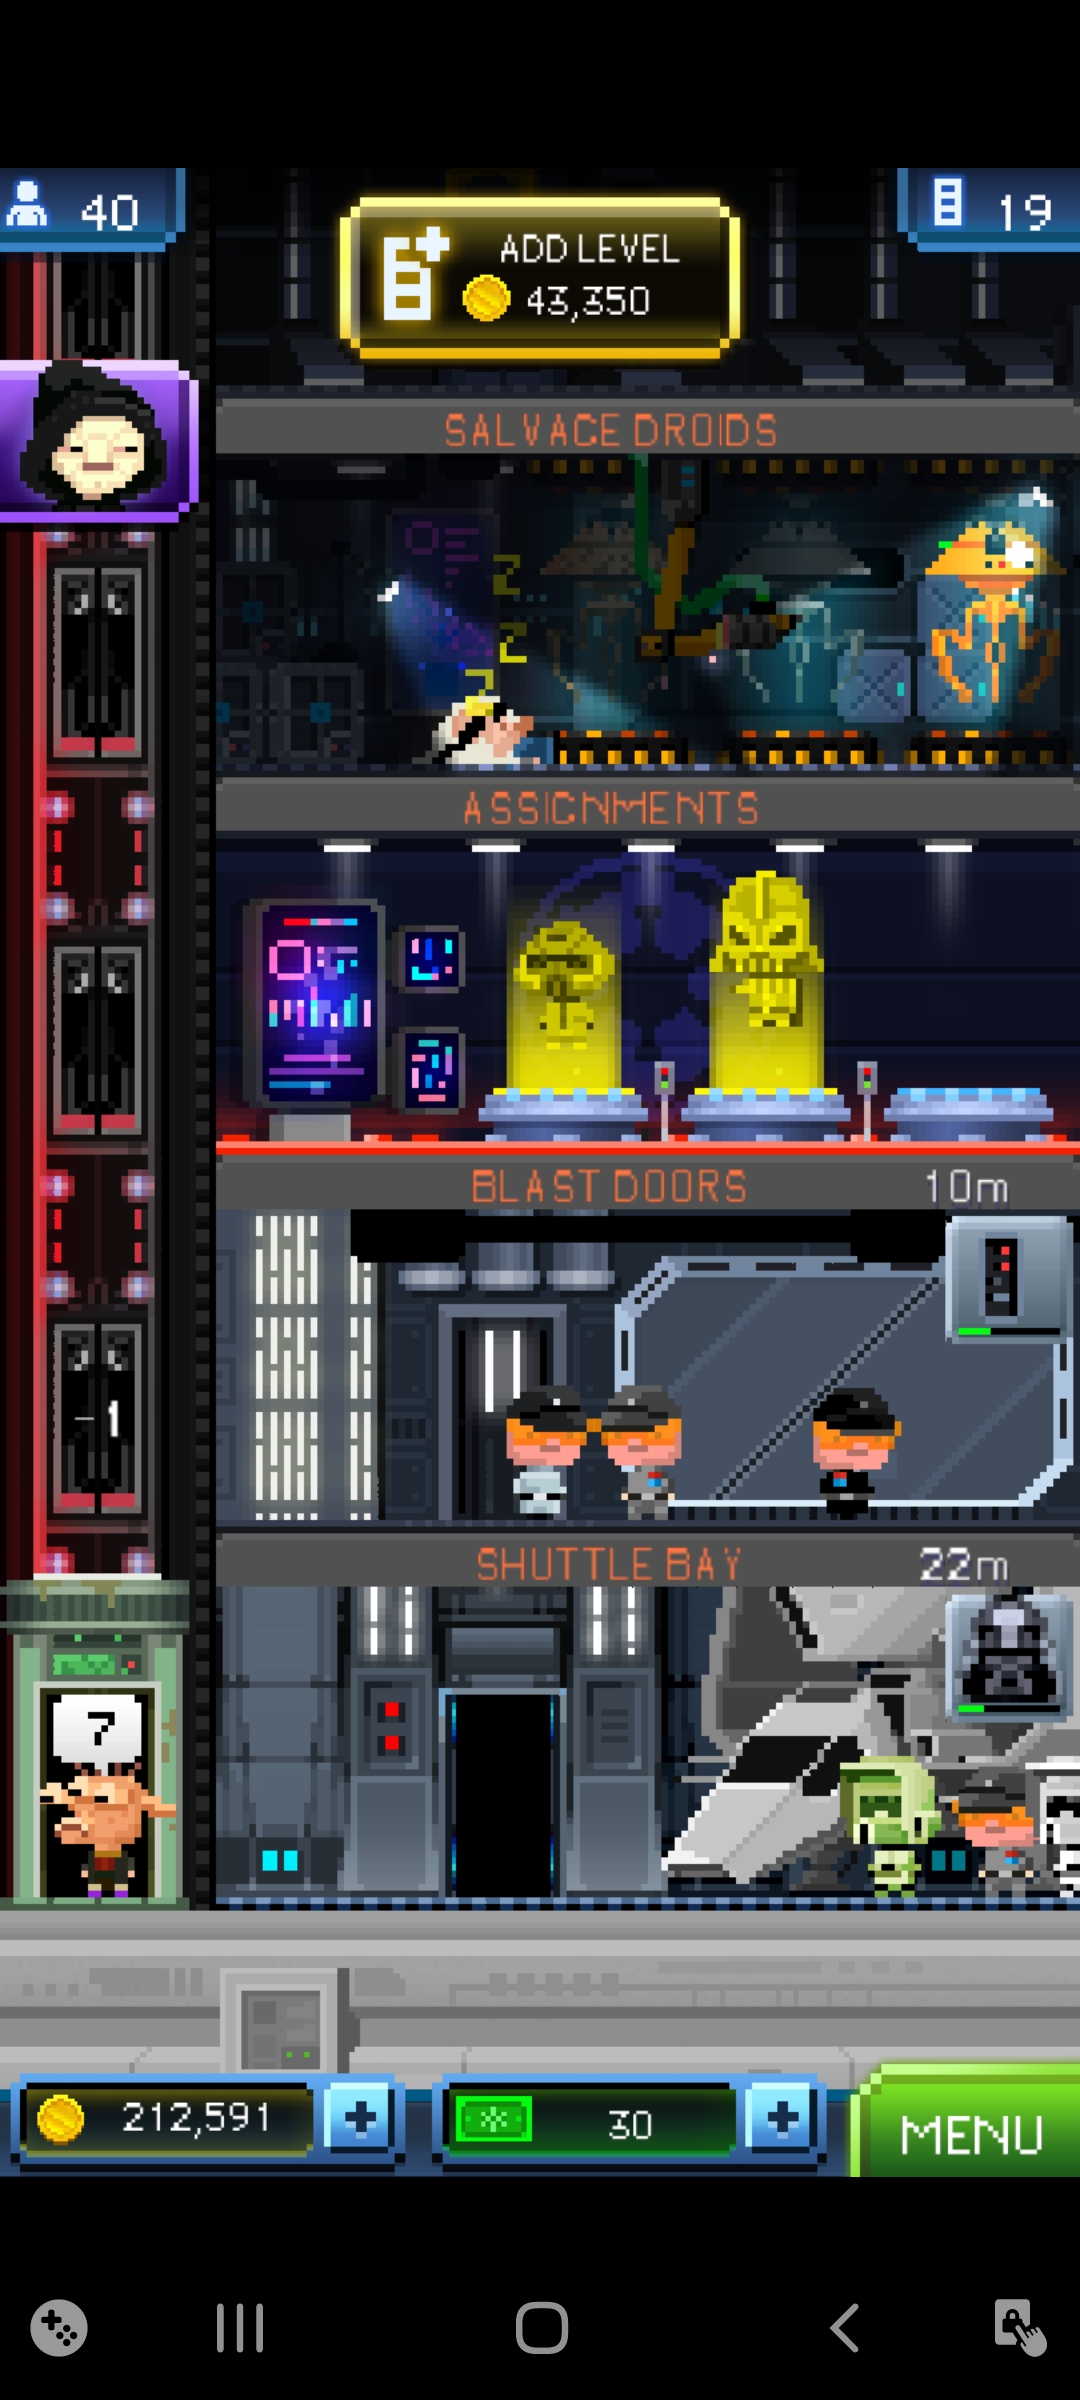 40
ADD LEVEL
43,350
19
SALVAGE DROIDS
Z
Z
Z
ASSIGNMENTS
BLAST DOORS 10m
-1
SHUTTLE BAY 22m
7
212,591 +
30 +
MENU